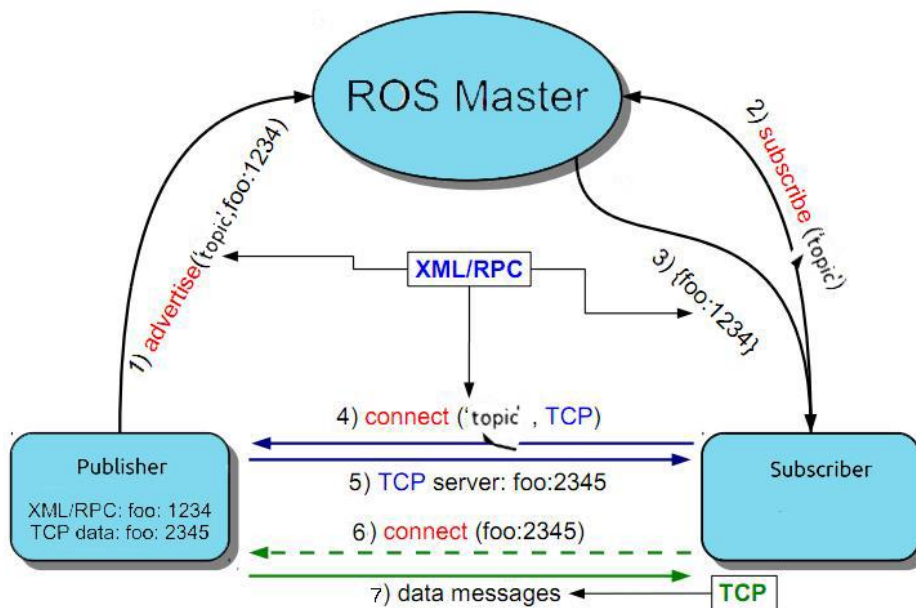 ROS Master
1) advertise('topic',foo:1234)
2) subscribe ('topic')
XML/RPC
3) {foo:1234}
4) connect ('topic' , TCP)
Publisher
XML/RPC: foo: 1234
TCP data: foo: 2345
Subscriber
5) TCP server: foo:2345
6) connect (foo:2345)
7) data messages
TCP